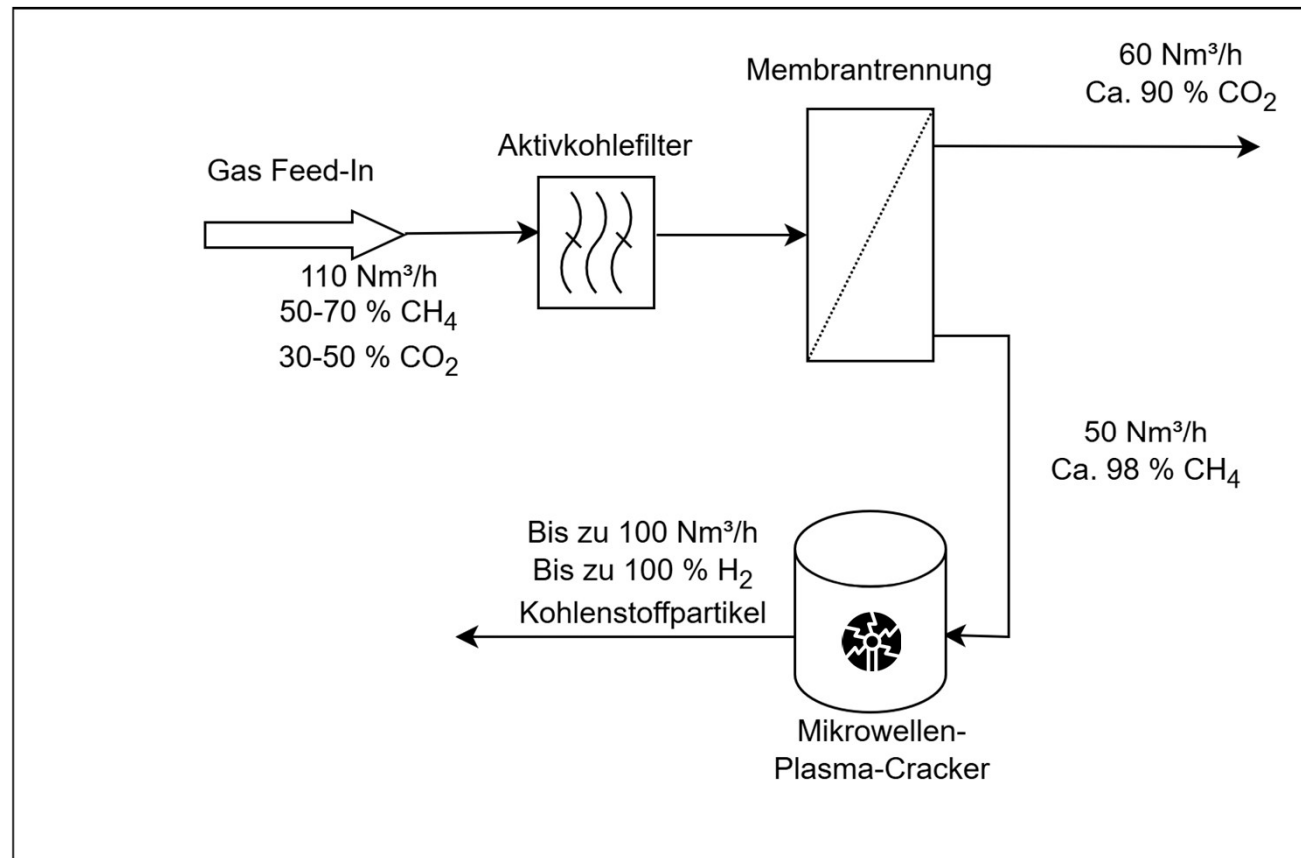 Gas Feed-In
110 Nm³/h
50-70 % CH₄
30-50 % CO₂
Aktivkohlefilter
Membrantrennung
60 Nm³/h
Ca. 90 % CO₂
50 Nm³/h
Ca. 98 % CH₄
Mikrowellen-
Plasma-Cracker
Bis zu 100 Nm³/h
Bis zu 100 % H₂
Kohlenstoffpartikel